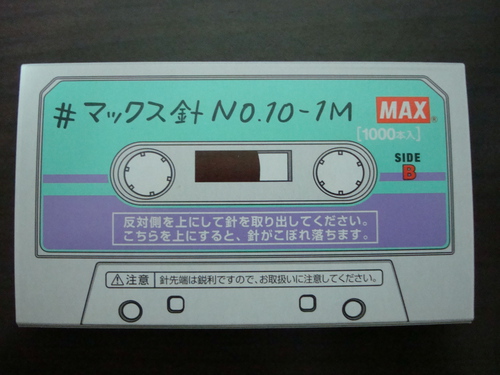 #マックス針 NO.10-1M
MAX
[1000本入]
SIDE
B
反対側を上にして針を取り出してください。
こちらを上にすると、針がこぼれ落ちます。
⚠注意 針先端は鋭利ですので、お取扱いに注意してください。